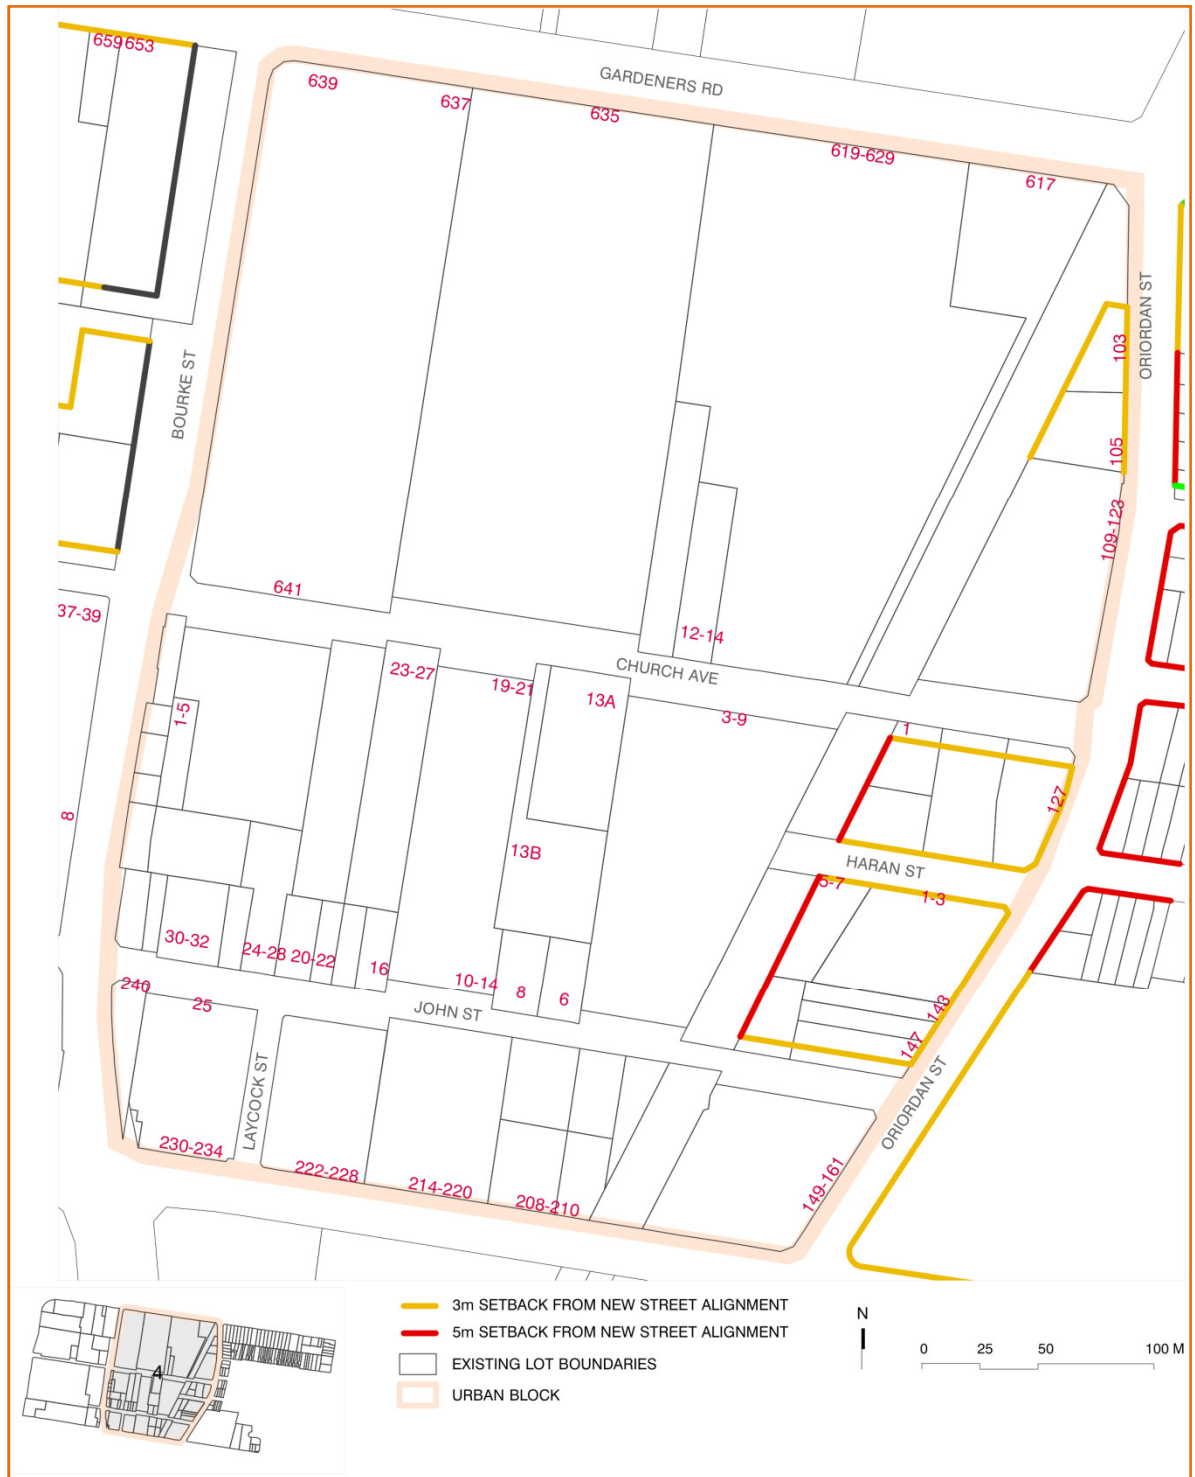 659 653
639
637
635
GARDENERS RD
619-629
617
ORIORDAN ST
103
105
109-123
BOURKE ST
37-39
641
12-14
CHURCH AVE
23-27
19-21
13A
3-9
1
1-5
127
8
13B
HARAN ST
5-7
1-3
30-32
24-28
20-22
16
10-14
8
6
240
25
JOHN ST
143
147
LAYCOCK ST
ORIORDAN ST
230-234
222-228
214-220
208-210
149-161
4
3m SETBACK FROM NEW STREET ALIGNMENT
5m SETBACK FROM NEW STREET ALIGNMENT
EXISTING LOT BOUNDARIES
URBAN BLOCK
N
0 25 50 100 M